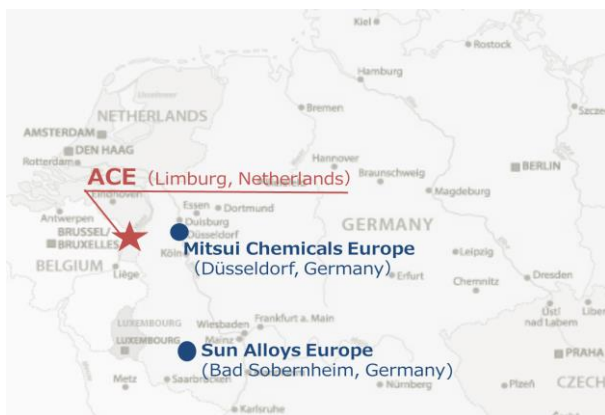 Kiel
Rostock
Hamburg
Szcze
Bremen
NETHERLANDS
AMSTERDAM
DEN HAAG
Rotterdam
Hannover
BERLIN
ACE (Limburg, Netherlands)
Braunschweig
Magdeburg
Eindhoven
Antwerpen
Essen
Dortmund
Duisburg
Düsseldorf
GERMANY
BRUSSEL/
BRUXELLES
Mitsui Chemicals Europe
(Düsseldorf, Germany)
Köln
Leipzig
BELGIUM
Liège
Erfurt
Chemnitz
Dresden
Ústí
nad Labem
Liber
LUXEMBOURG
LUXEMBOURG
Wiesbaden
Frankfurt a. Main
Mainz
Sun Alloys Europe
(Bad Sobernheim, Germany)
PRAHA
CZECH
Metz
Saarbrücken
Nürnberg
Plzeň
Karlsruhe